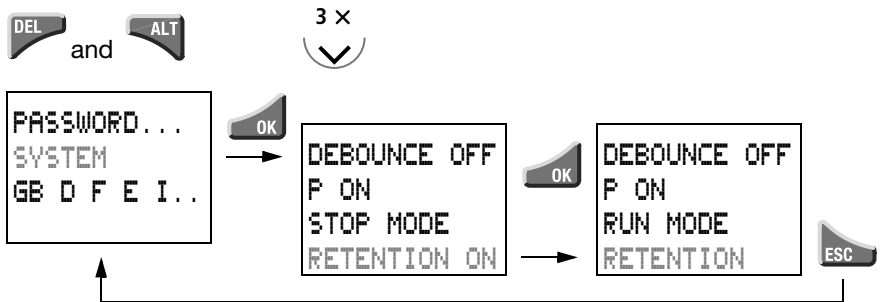 DEL
and
ALT
3 ×
PASSWORD...
SYSTEM
GB D F E I..
OK
DEBOUNCE OFF
P ON
STOP MODE
RETENTION ON
OK
DEBOUNCE OFF
P ON
RUN MODE
RETENTION
ESC